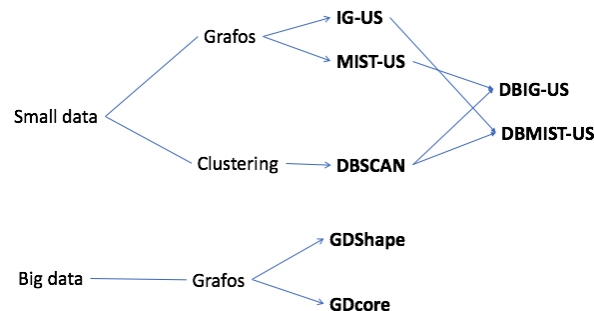 Small data
Grafos
IG-US
MIST-US
Clustering
DBSCAN
DBIG-US
DBMIST-US
Big data
Grafos
GDShape
GDcore